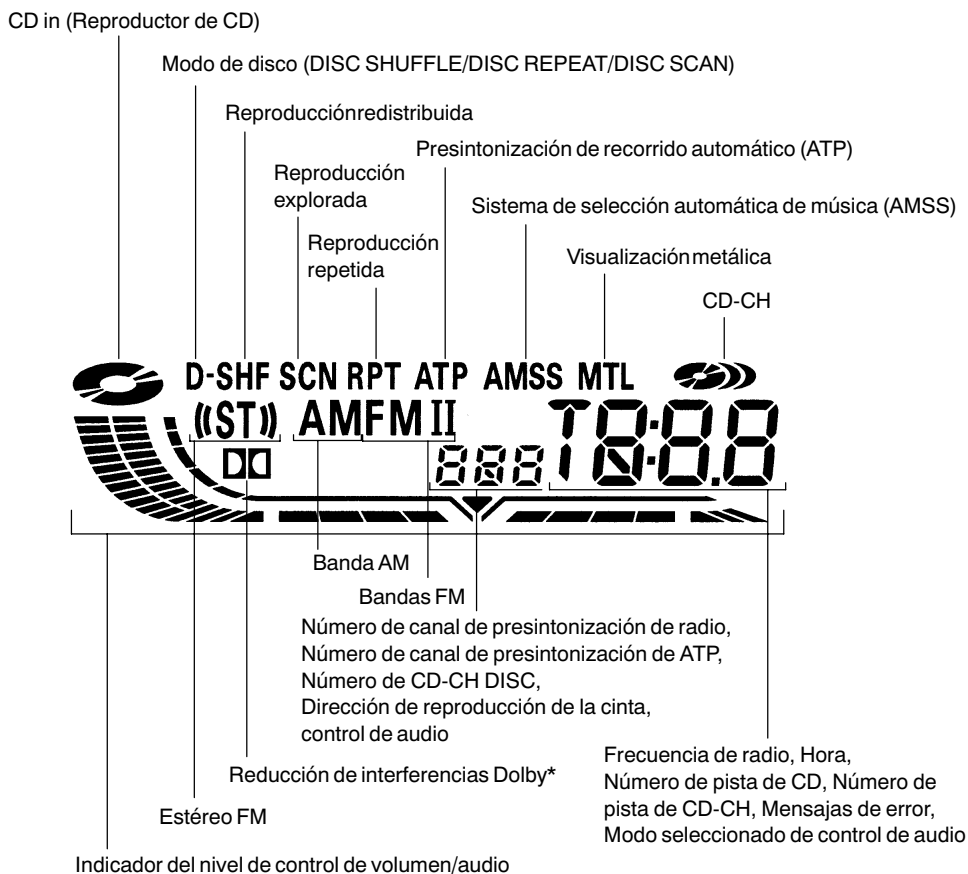 CD in (Reproductor de CD)
Modo de disco (DISC SHUFFLE/DISC REPEAT/DISC SCAN)
Reproducciónredistribuida
Presintonización de recorrido automático (ATP)
Reproducción
explorada
Sistema de selección automática de música (AMSS)
Reproducción
repetida
Visualizaciónmetálica
CD-CH
D-SHF SCN RPT ATP AMSS MTL
((ST)) AM FM II
888 T8:8.8
Banda AM
Bandas FM
Número de canal de presintonización de radio,
Número de canal de presintonización de ATP,
Número de CD-CH DISC,
Dirección de reproducción de la cinta,
control de audio
Frecuencia de radio, Hora,
Número de pista de CD, Número de
pista de CD-CH, Mensajas de error,
Modo seleccionado de control de audio
Reducción de interferencias Dolby*
Estéreo FM
Indicador del nivel de control de volumen/audio